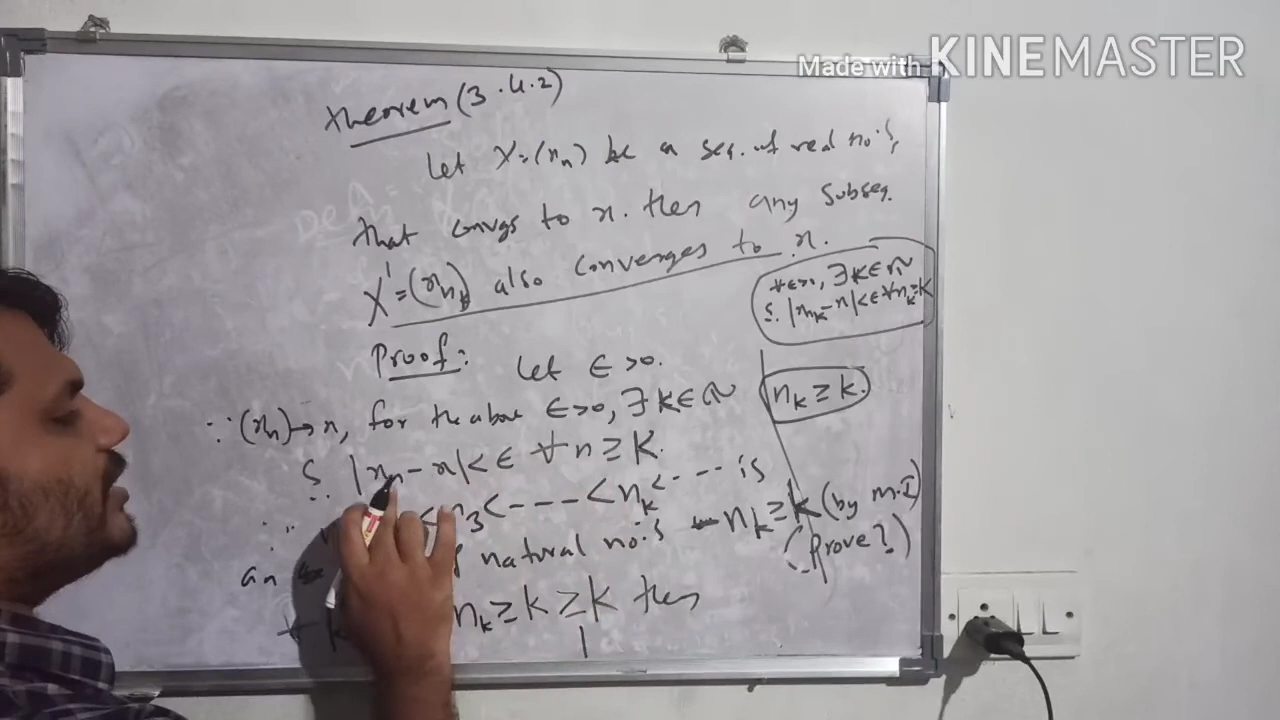 Made with KINEMASTER
Theorem (3.4.2)
Let X=(xₙ) be a seq. of real no:s
that convgs to x. then any subseq.
X'=(xₙₖ) also converges to x.
∀ϵ>0, ∃K∈N
S. |xₙₖ-x|<ϵ ∀nₖ≥K
Proof: Let ϵ>0.
∵(xₙ)→x, for the above ϵ>0, ∃K∈N
nₖ≥k.
S. |xₙ-x|<ϵ ∀n≥K.
<n₃<---<nₖ<--- is
an natural no:s nₖ≥k (by M.I)
(Prove?)
nₖ≥k≥K then